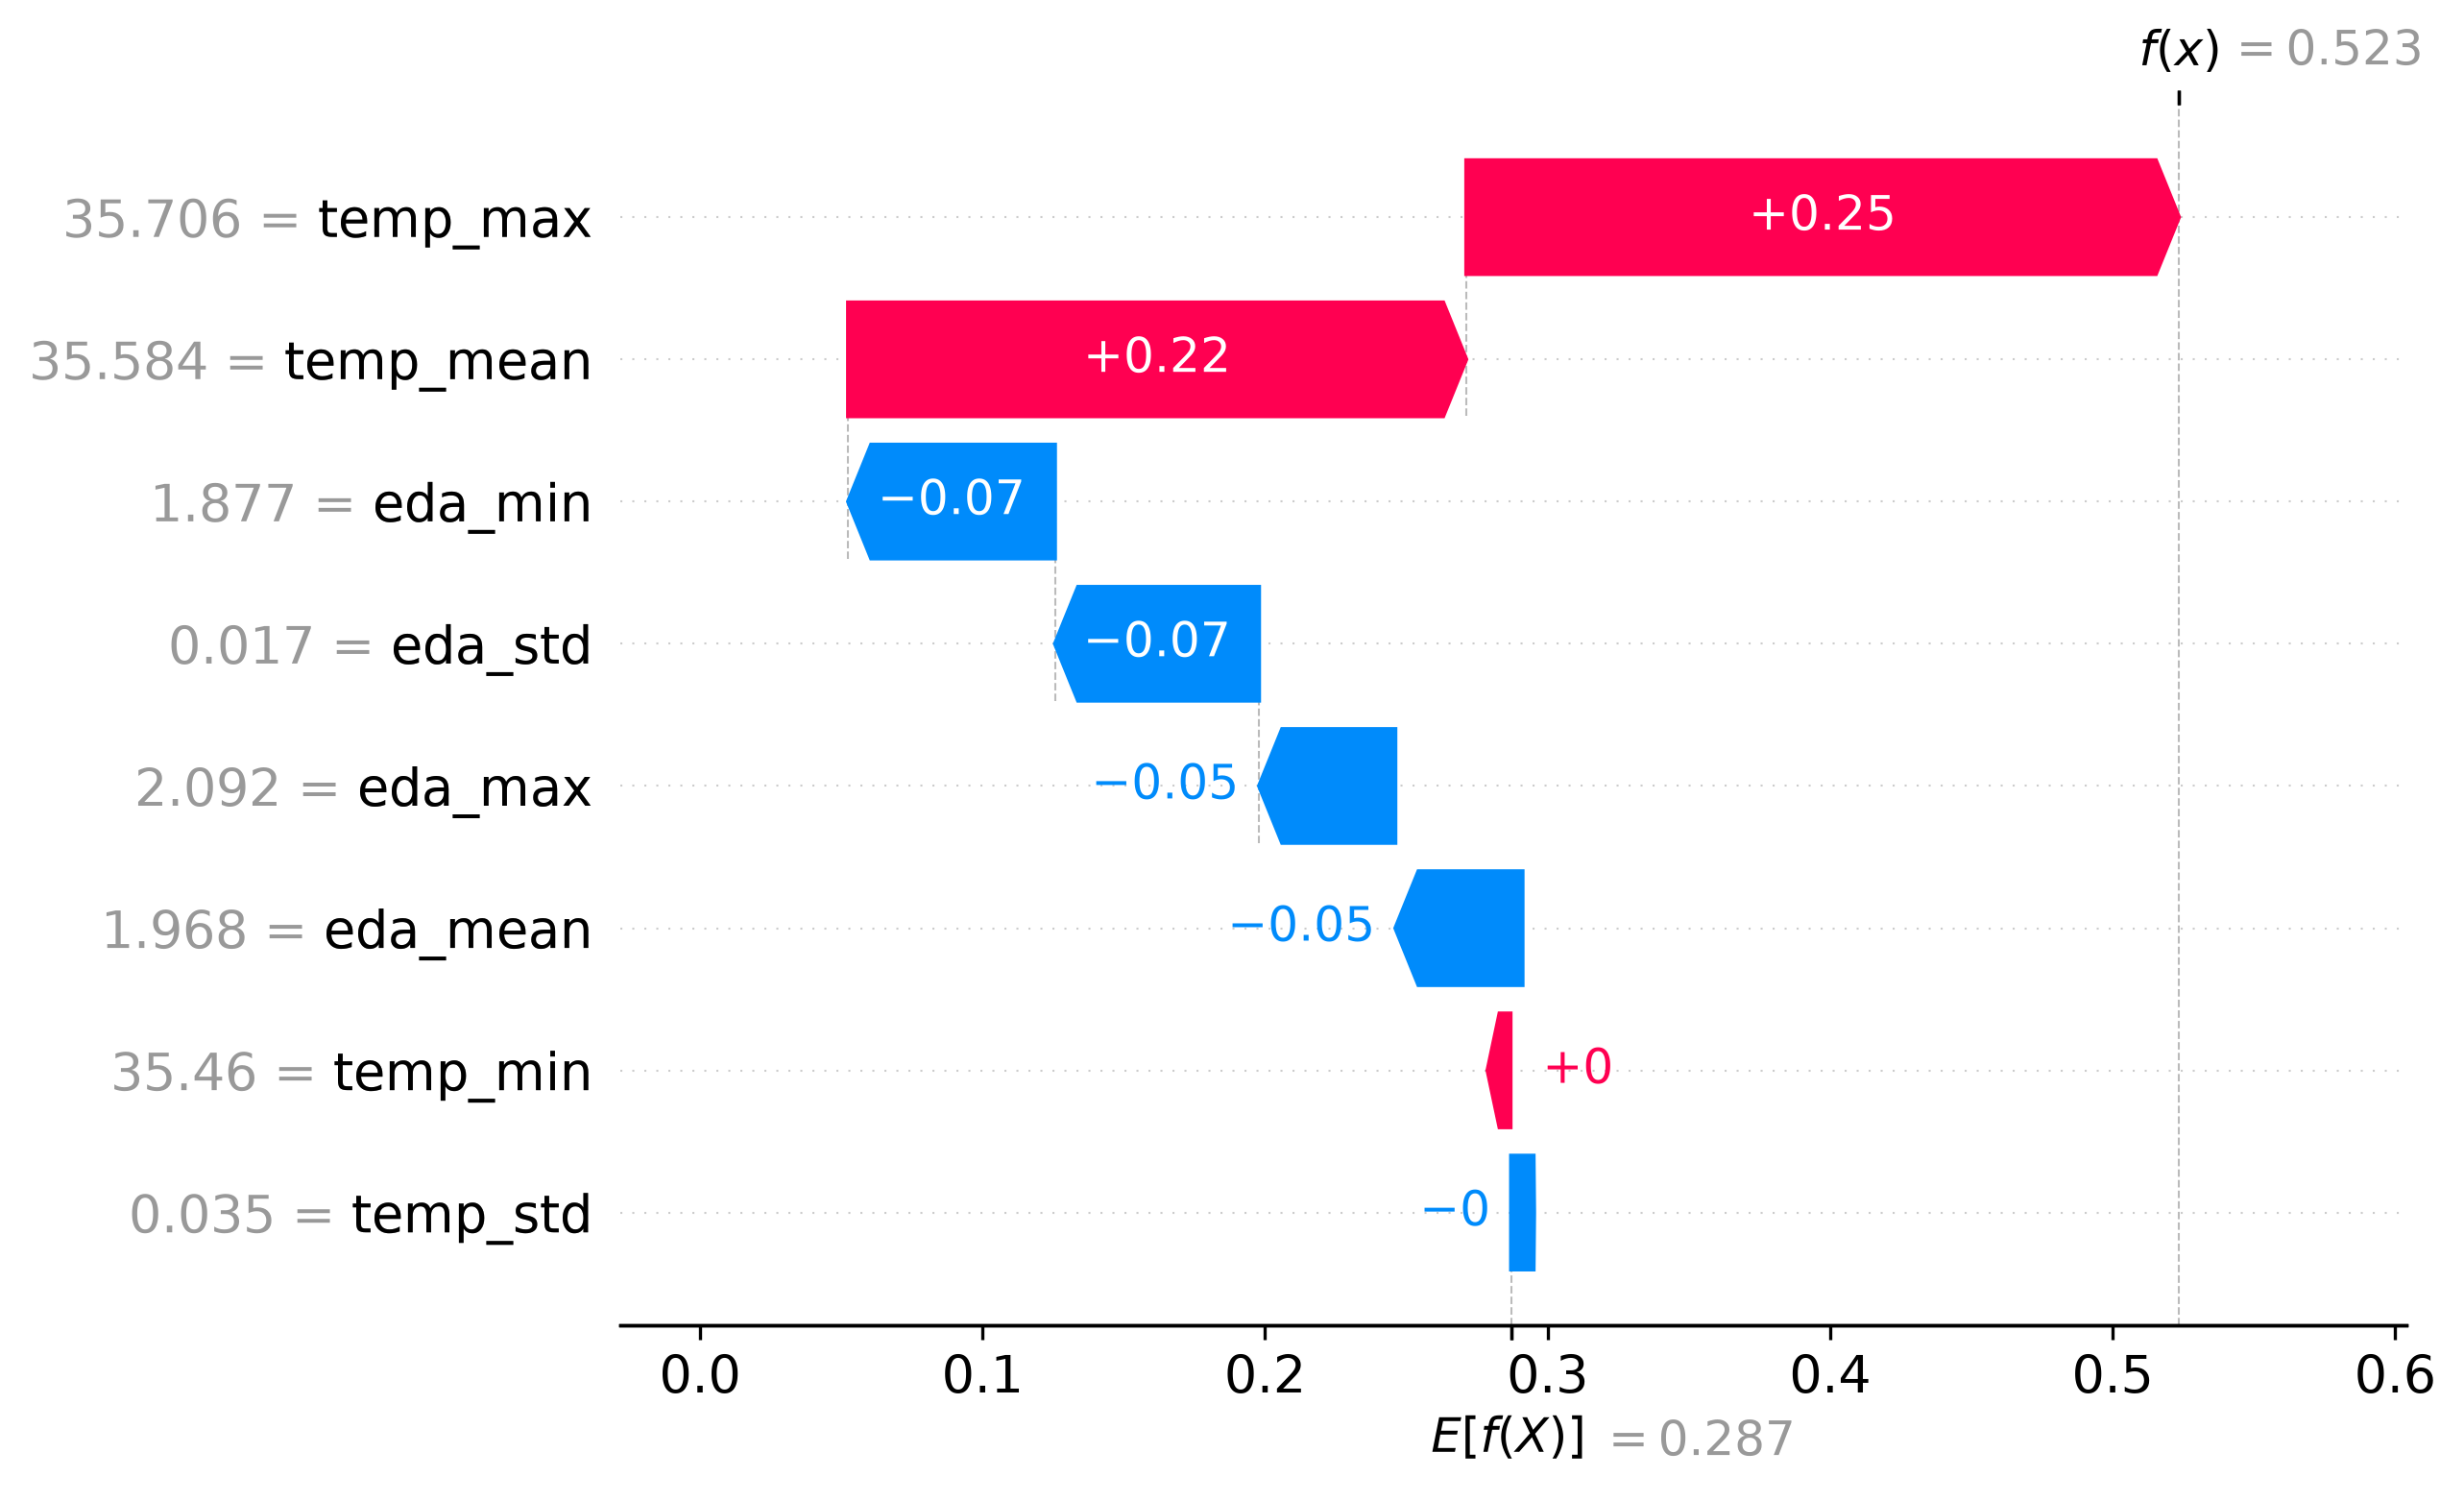 f(x) = 0.523
35.706 = temp_max +0.25
35.584 = temp_mean +0.22
1.877 = eda_min −0.07
0.017 = eda_std −0.07
2.092 = eda_max −0.05
1.968 = eda_mean −0.05
35.46 = temp_min +0
0.035 = temp_std −0
0.0 0.1 0.2 0.3 0.4 0.5 0.6
E[f(X)] = 0.287